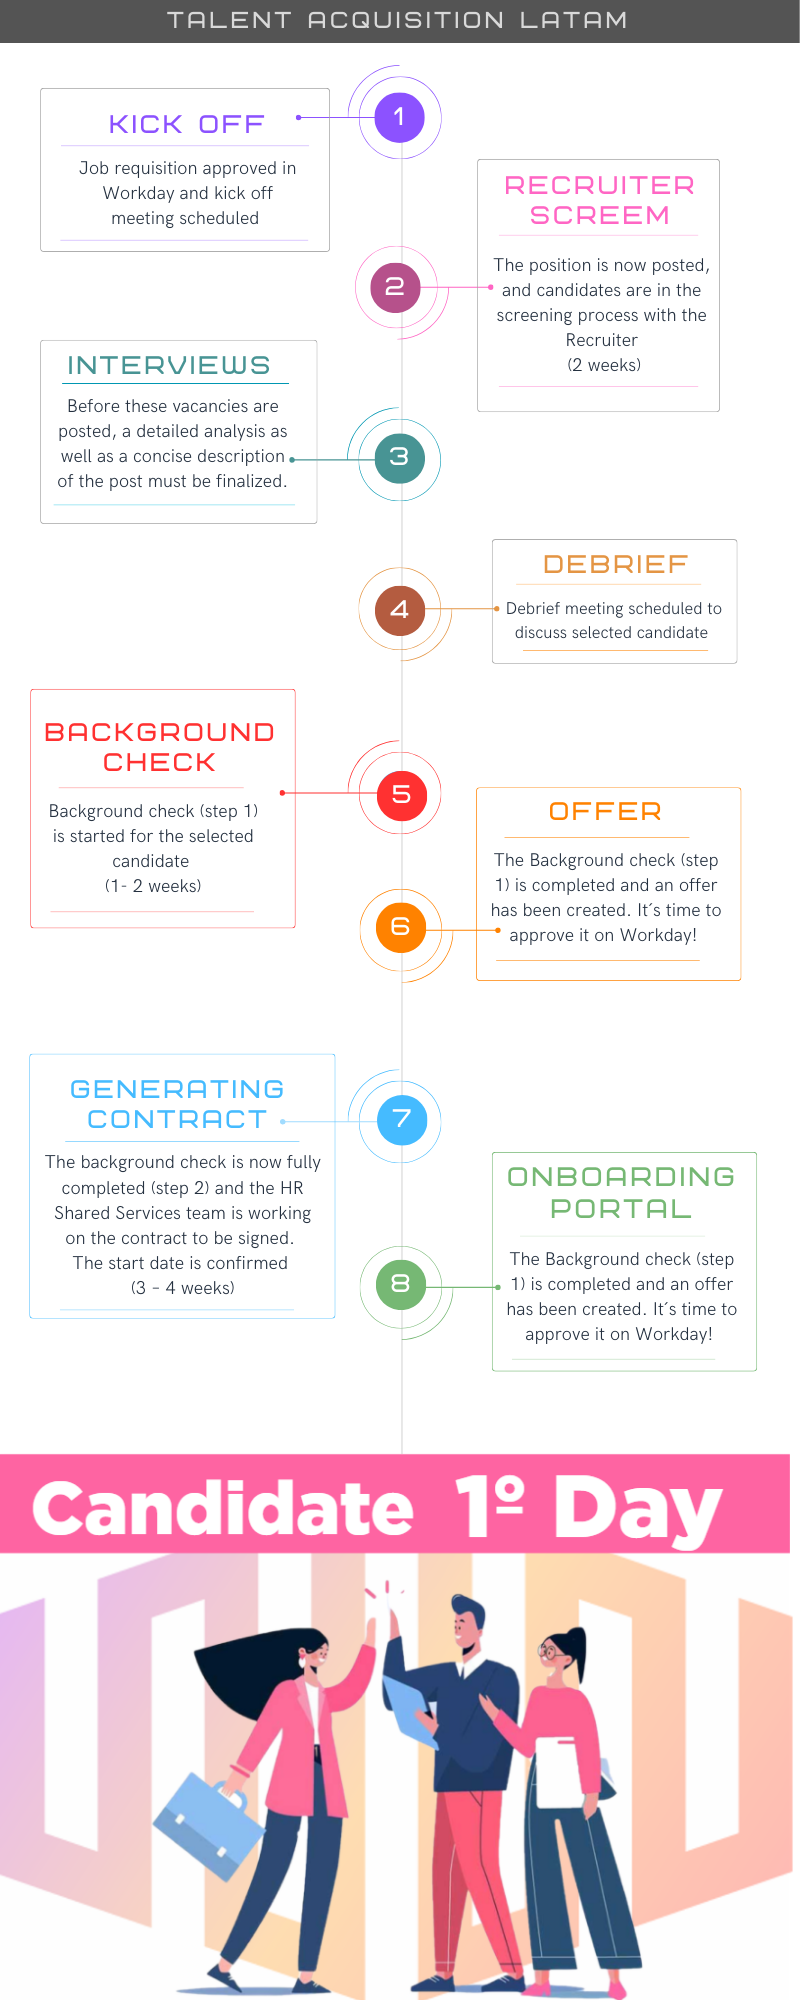 TALENT ACQUISITION LATAM
1
KICK OFF
Job requisition approved in
Workday and kick off
meeting scheduled
2
RECRUITER
SCREEM
The position is now posted,
and candidates are in the
screening process with the
Recruiter
(2 weeks)
3
INTERVIEWS
Before these vacancies are
posted, a detailed analysis as
well as a concise description
of the post must be finalized.
4
DEBRIEF
Debrief meeting scheduled to
discuss selected candidate
5
BACKGROUND
CHECK
Background check (step 1)
is started for the selected
candidate
(1- 2 weeks)
6
OFFER
The Background check (step
1) is completed and an offer
has been created. It´s time to
approve it on Workday!
7
GENERATING
CONTRACT
The background check is now fully
completed (step 2) and the HR
Shared Services team is working
on the contract to be signed.
The start date is confirmed
(3 – 4 weeks)
8
ONBOARDING
PORTAL
The Background check (step
1) is completed and an offer
has been created. It´s time to
approve it on Workday!
Candidate 1º Day